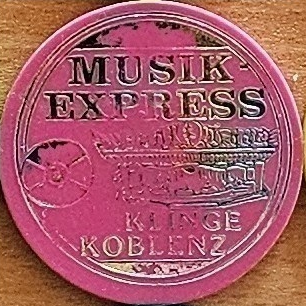 MUSIK-
EXPRESS
KLINGE
KOBLENZ